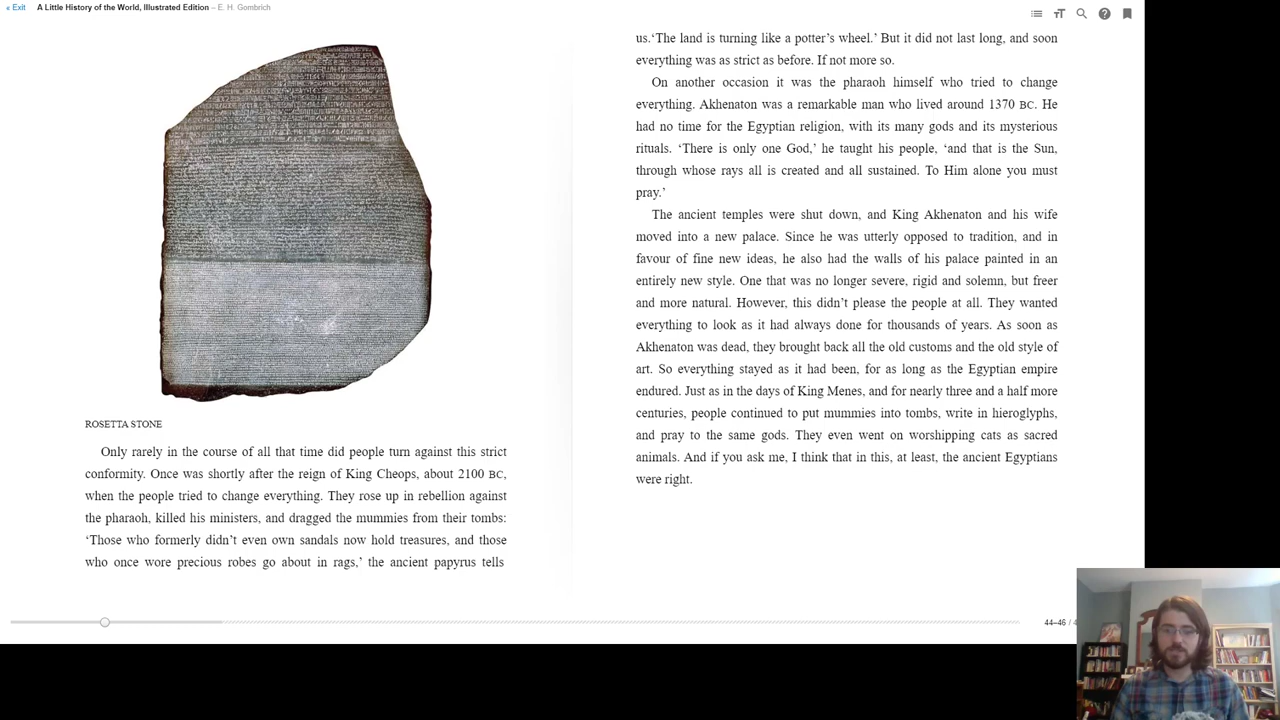 « Exit A Little History of the World, Illustrated Edition – E. H. Gombrich
ROSETTA STONE
Only rarely in the course of all that time did people turn against this strict
conformity. Once was shortly after the reign of King Cheops, about 2100 BC,
when the people tried to change everything. They rose up in rebellion against
the pharaoh, killed his ministers, and dragged the mummies from their tombs:
‘Those who formerly didn’t even own sandals now hold treasures, and those
who once wore precious robes go about in rags,’ the ancient papyrus tells
us.‘The land is turning like a potter’s wheel.’ But it did not last long, and soon
everything was as strict as before. If not more so.
On another occasion it was the pharaoh himself who tried to change
everything. Akhenaton was a remarkable man who lived around 1370 BC. He
had no time for the Egyptian religion, with its many gods and its mysterious
rituals. ‘There is only one God,’ he taught his people, ‘and that is the Sun,
through whose rays all is created and all sustained. To Him alone you must
pray.’
The ancient temples were shut down, and King Akhenaton and his wife
moved into a new palace. Since he was utterly opposed to tradition, and in
favour of fine new ideas, he also had the walls of his palace painted in an
entirely new style. One that was no longer severe, rigid and solemn, but freer
and more natural. However, this didn’t please the people at all. They wanted
everything to look as it had always done for thousands of years. As soon as
Akhenaton was dead, they brought back all the old customs and the old style of
art. So everything stayed as it had been, for as long as the Egyptian empire
endured. Just as in the days of King Menes, and for nearly three and a half more
centuries, people continued to put mummies into tombs, write in hieroglyphs,
and pray to the same gods. They even went on worshipping cats as sacred
animals. And if you ask me, I think that in this, at least, the ancient Egyptians
were right.
44–46 /